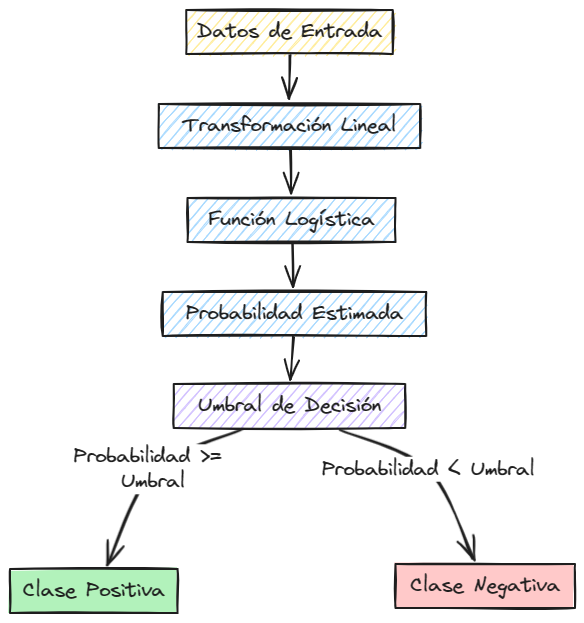 Datos de Entrada
Transformación Lineal
Función Logística
Probabilidad Estimada
Umbral de Decisión
Probabilidad >=
Umbral
Probabilidad < Umbral
Clase Positiva
Clase Negativa